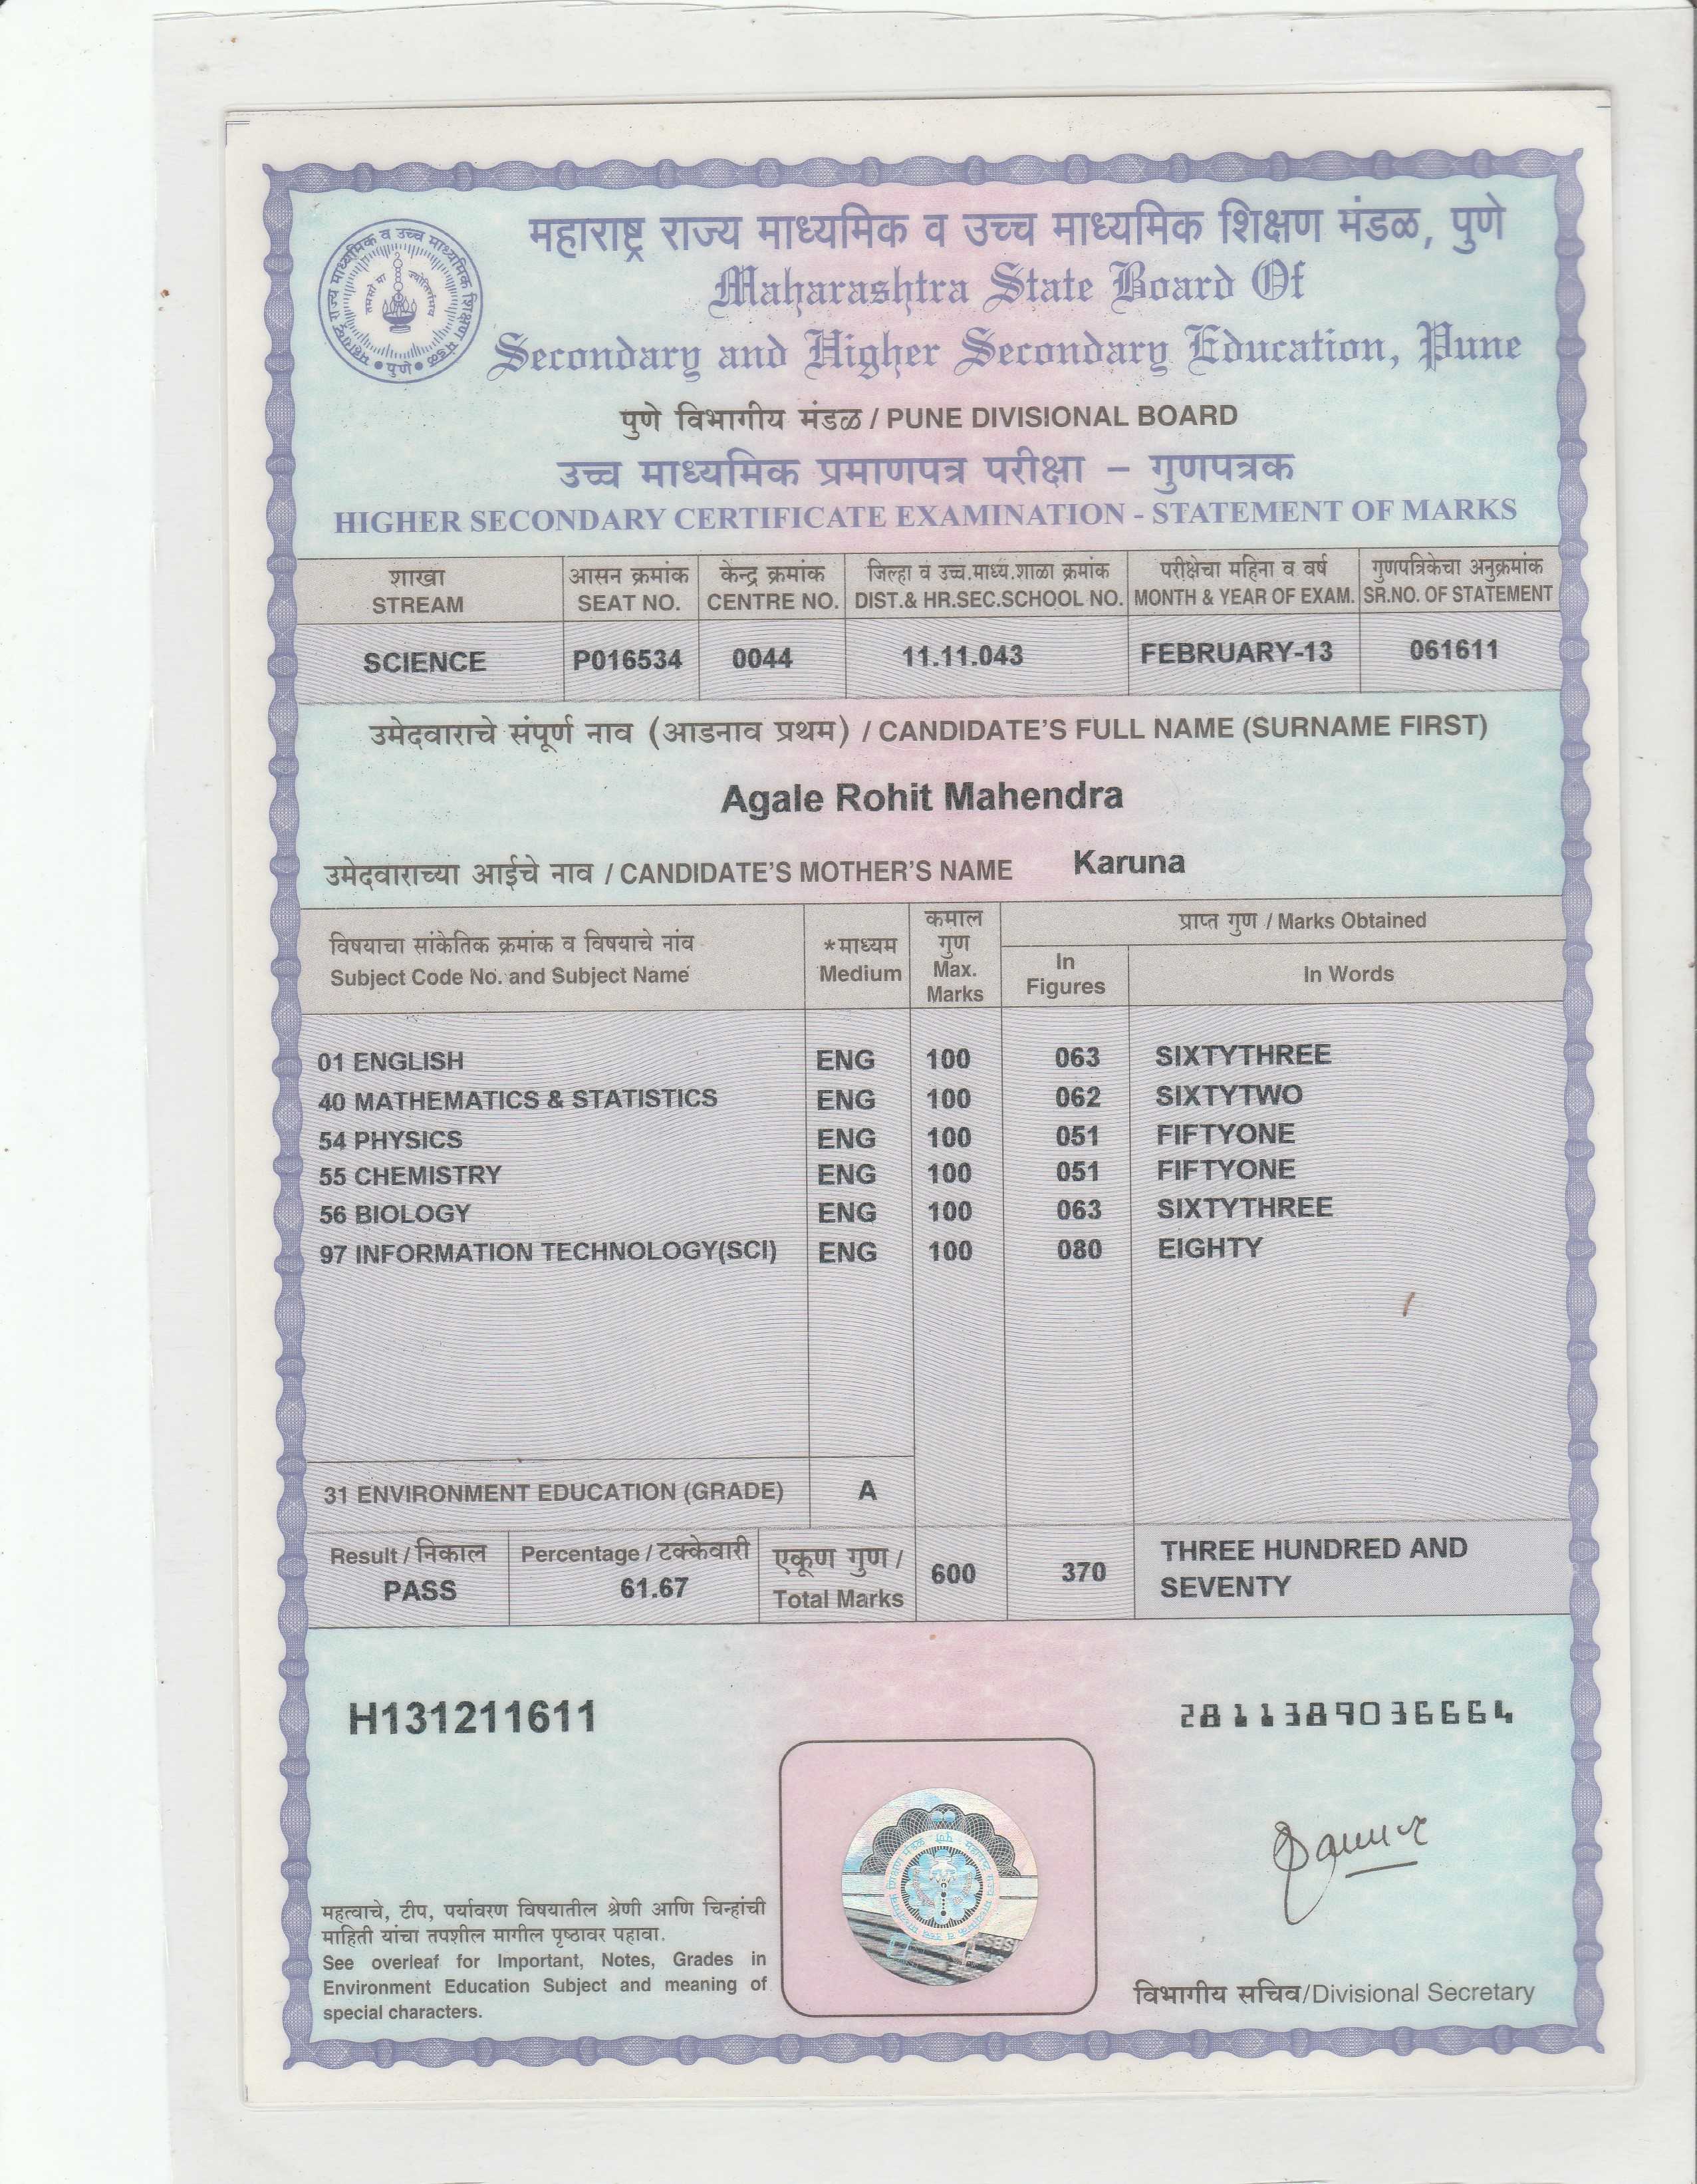 महाराष्ट्र राज्य माध्यमिक व उच्च माध्यमिक शिक्षण मंडळ, पुणे
Maharashtra State Board Of
Secondary and Higher Secondary Education, Pune
महाराष्ट्र राज्य माध्यमिक व उच्च माध्यमिक शिक्षण मंडळ
• पुणे •
तमसो मा ज्योतिर्गमय
पुणे विभागीय मंडळ / PUNE DIVISIONAL BOARD
उच्च माध्यमिक प्रमाणपत्र परीक्षा – गुणपत्रक
HIGHER SECONDARY CERTIFICATE EXAMINATION - STATEMENT OF MARKS
शाखा आसन क्रमांक केन्द्र क्रमांक जिल्हा व उच्च.माध्य.शाळा क्रमांक परीक्षेचा महिना व वर्ष गुणपत्रिकेचा अनुक्रमांक
STREAM SEAT NO. CENTRE NO. DIST.& HR.SEC.SCHOOL NO. MONTH & YEAR OF EXAM. SR.NO. OF STATEMENT
SCIENCE P016534 0044 11.11.043 FEBRUARY-13 061611
उमेदवाराचे संपूर्ण नाव (आडनाव प्रथम) / CANDIDATE'S FULL NAME (SURNAME FIRST)
Agale Rohit Mahendra
उमेदवाराच्या आईचे नाव / CANDIDATE'S MOTHER'S NAME Karuna
विषयाचा सांकेतिक क्रमांक व विषयाचे नांव
Subject Code No. and Subject Name
*माध्यम
Medium
कमाल
गुण
Max.
Marks
प्राप्त गुण / Marks Obtained
In
Figures
In Words
01 ENGLISH ENG 100 063 SIXTYTHREE
40 MATHEMATICS & STATISTICS ENG 100 062 SIXTYTWO
54 PHYSICS ENG 100 051 FIFTYONE
55 CHEMISTRY ENG 100 051 FIFTYONE
56 BIOLOGY ENG 100 063 SIXTYTHREE
97 INFORMATION TECHNOLOGY(SCI) ENG 100 080 EIGHTY
31 ENVIRONMENT EDUCATION (GRADE) A
Result / निकाल
PASS
Percentage / टक्केवारी
61.67
एकूण गुण /
Total Marks
600 370
THREE HUNDRED AND
SEVENTY
H131211611
2811389036664
महत्वाचे, टीप, पर्यावरण विषयातील श्रेणी आणि चिन्हांची
माहिती यांचा तपशील मागील पृष्ठावर पहावा.
See overleaf for Important, Notes, Grades in
Environment Education Subject and meaning of
special characters.
विभागीय सचिव/Divisional Secretary